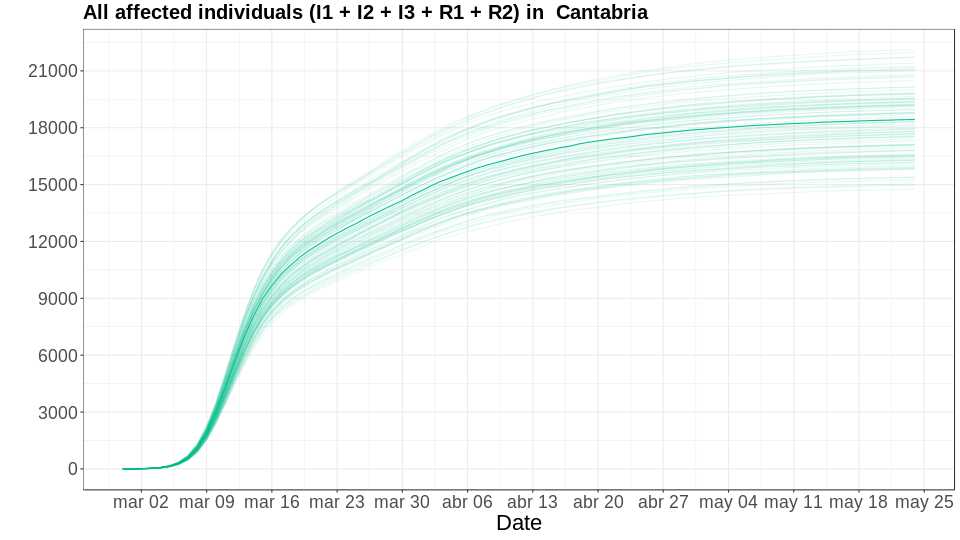 All affected individuals (I1 + I2 + I3 + R1 + R2) in  Cantabria
21000
18000
15000
12000
9000
6000
3000
0
mar 02 mar 09 mar 16 mar 23 mar 30 abr 06 abr 13 abr 20 abr 27 may 04 may 11 may 18 may 25
Date